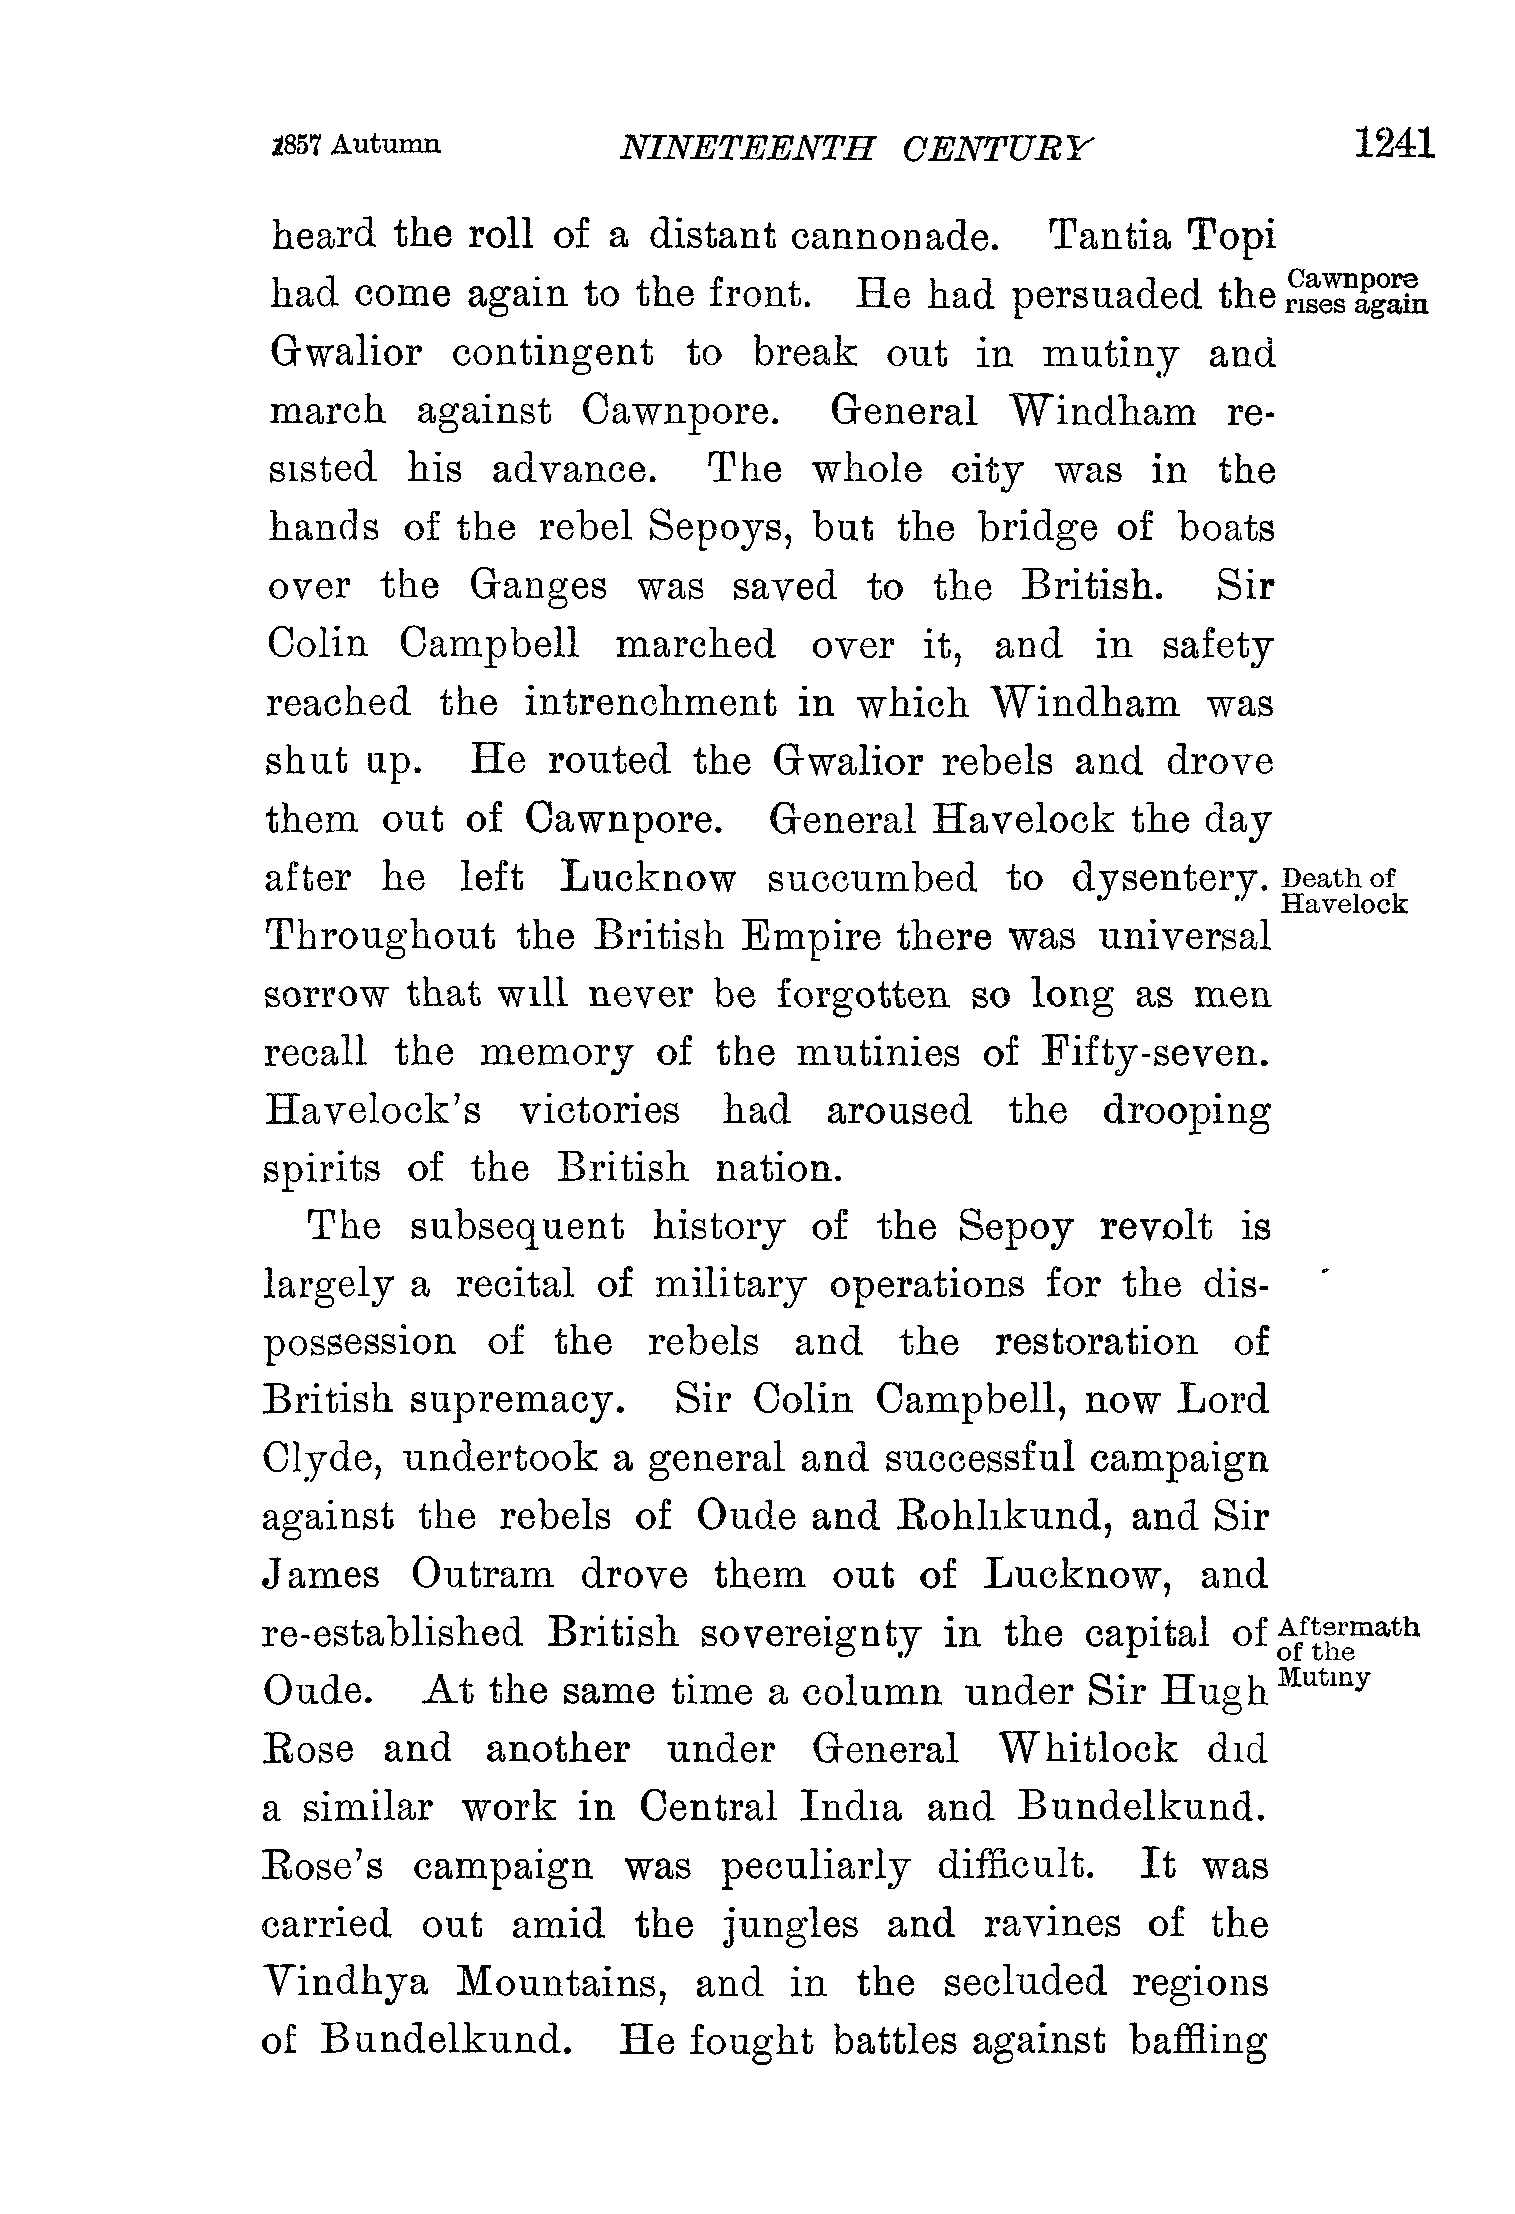 1857 Autumn NINETEENTH CENTURY 1241
heard the roll of a distant cannonade. Tantia Topi
had come again to the front. He had persuaded the
Cawnpore
rises again
Gwalior contingent to break out in mutiny and
march against Cawnpore. General Windham re-
sisted his advance. The whole city was in the
hands of the rebel Sepoys, but the bridge of boats
over the Ganges was saved to the British. Sir
Colin Campbell marched over it, and in safety
reached the intrenchment in which Windham was
shut up. He routed the Gwalior rebels and drove
them out of Cawnpore. General Havelock the day
after he left Lucknow succumbed to dysentery.
Death of
Havelock
Throughout the British Empire there was universal
sorrow that will never be forgotten so long as men
recall the memory of the mutinies of Fifty-seven.
Havelock's victories had aroused the drooping
spirits of the British nation.
The subsequent history of the Sepoy revolt is
largely a recital of military operations for the dis-
possession of the rebels and the restoration of
British supremacy. Sir Colin Campbell, now Lord
Clyde, undertook a general and successful campaign
against the rebels of Oude and Rohlikund, and Sir
James Outram drove them out of Lucknow, and
re-established British sovereignty in the capital of
Aftermath
of the
Mutiny
Oude. At the same time a column under Sir Hugh
Rose and another under General Whitlock did
a similar work in Central India and Bundelkund.
Rose's campaign was peculiarly difficult. It was
carried out amid the jungles and ravines of the
Vindhya Mountains, and in the secluded regions
of Bundelkund. He fought battles against baffling